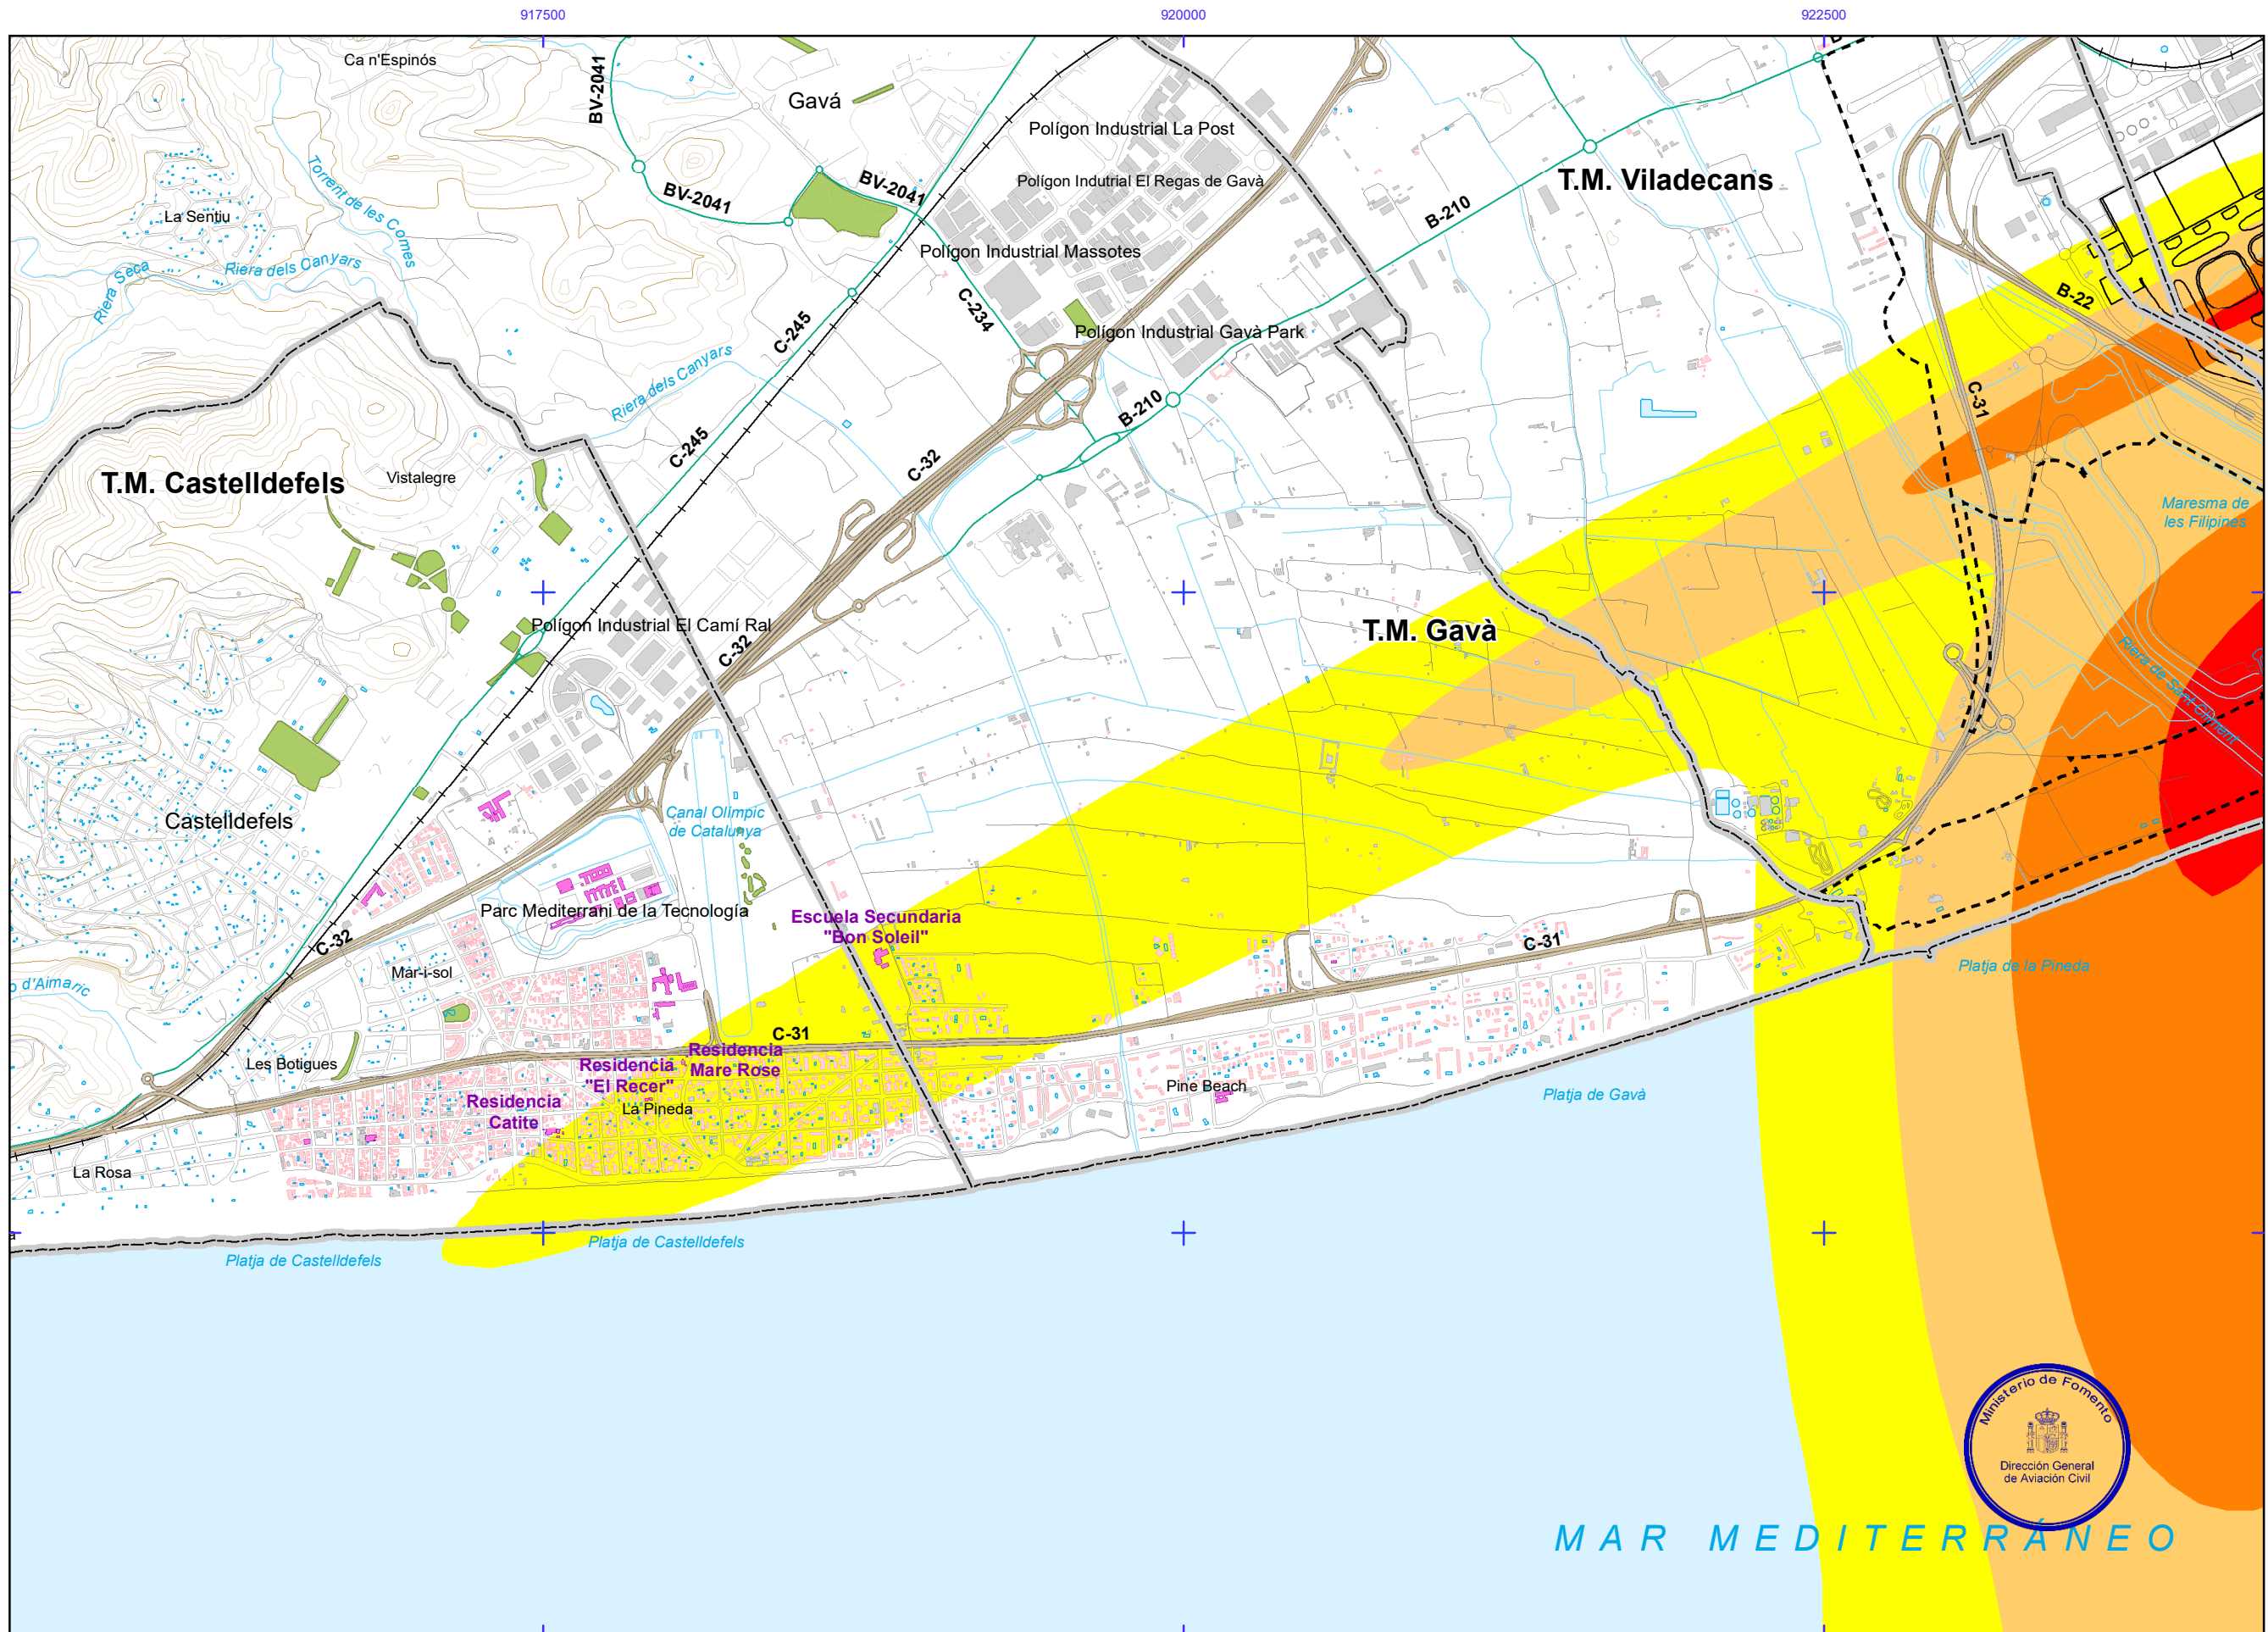 917500
920000
922500
Ca n'Espinós
BV-2041
Gavá
Polígon Industrial La Post
Polígon Indutrial El Regas de Gavà
T.M. Viladecans
BV-2041
BV-2041
B-210
La Sentiu
Torrent de les Comes
Riera dels Canyars
Riera Seca
Polígon Industrial Massotes
C-234
C-245
Polígon Industrial Gavà Park
B-22
Riera dels Canyars
B-210
C-31
C-245
C-32
T.M. Castelldefels
Vistalegre
Maresma de
les Filipines
Polígon Industrial El Camí Ral
C-32
T.M. Gavà
Riera de Sant Climent
Castelldefels
Canal Olímpic
de Catalunya
Parc Mediterrani de la Tecnología
Escuela Secundaria
"Bon Soleil"
C-32
C-31
Mar-i-sol
Platja de la Pineda
d'Aimaric
C-31
Les Botigues
Residencia
Mare Rose
Residencia
"El Recer"
Residencia
Catite
La Pineda
Pine Beach
Platja de Gavà
La Rosa
Platja de Castelldefels
Platja de Castelldefels
Ministerio de Fomento
Dirección General
de Aviación Civil
MAR MEDITERRÁNEO